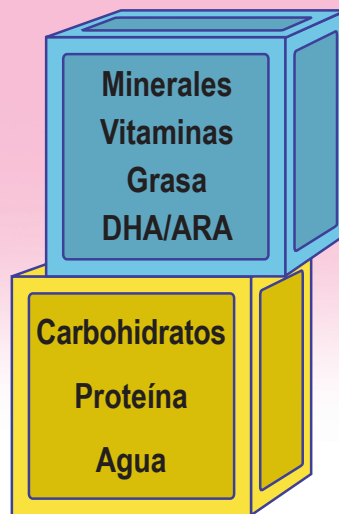 Minerales
Vitaminas
Grasa
DHA/ARA
Carbohidratos
Proteína
Agua